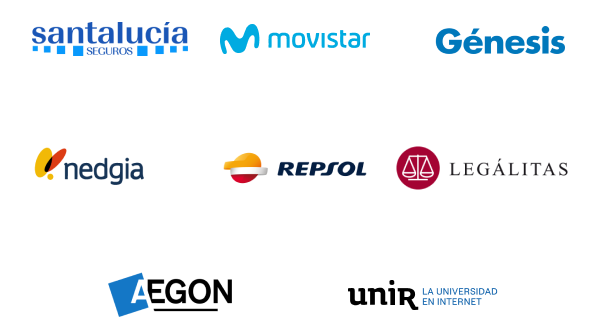 santalucía
SEGUROS
movistar
Génesis
nedgia
REPSOL
LEGÁLITAS
AEGON
unir
LA UNIVERSIDAD
EN INTERNET